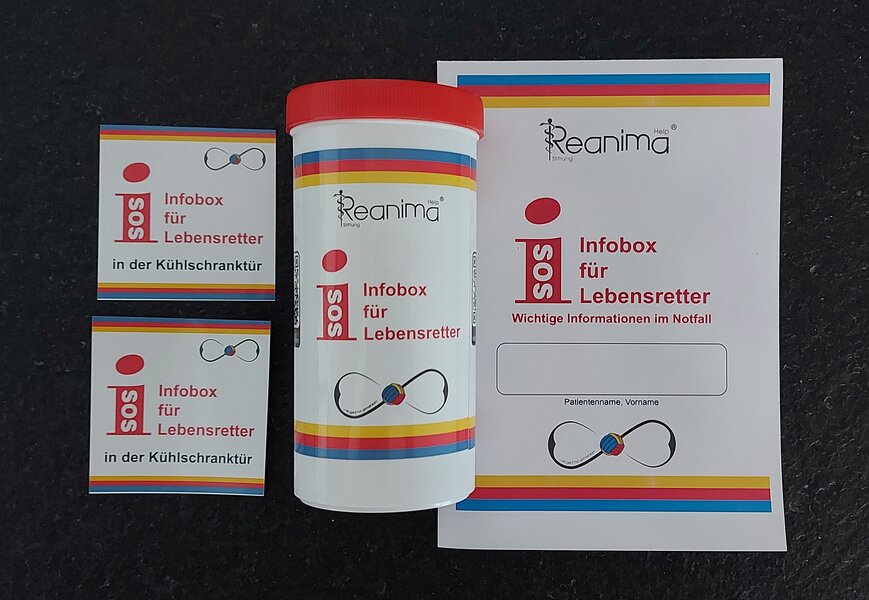 SOS
Infobox
für
Lebensretter
in der Kühlschranktür
SOS
Infobox
für
Lebensretter
in der Kühlschranktür
Reanima Help ®
Stiftung
SOS
Infobox
für
Lebensretter
Reanima Help ®
Stiftung
SOS
Infobox
für
Lebensretter
Wichtige Informationen im Notfall
Patientenname, Vorname